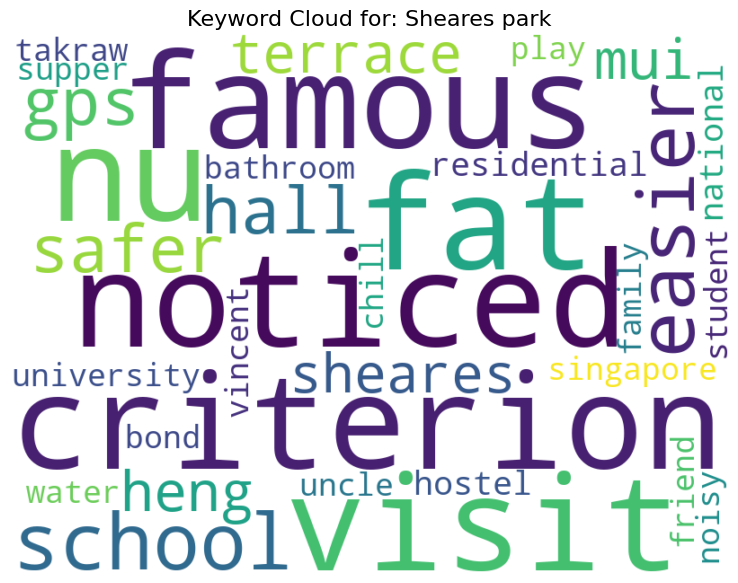 Keyword Cloud for: Sheares park
takraw
supper
terrace
play
mui
gps
famous
national
easier
nu
bathroom
residential
hall
fat
safer
noticed
chill
family
student
university
vincent
sheares
singapore
criterion
bond
water
heng
uncle
hostel
friend
noisy
school
visit